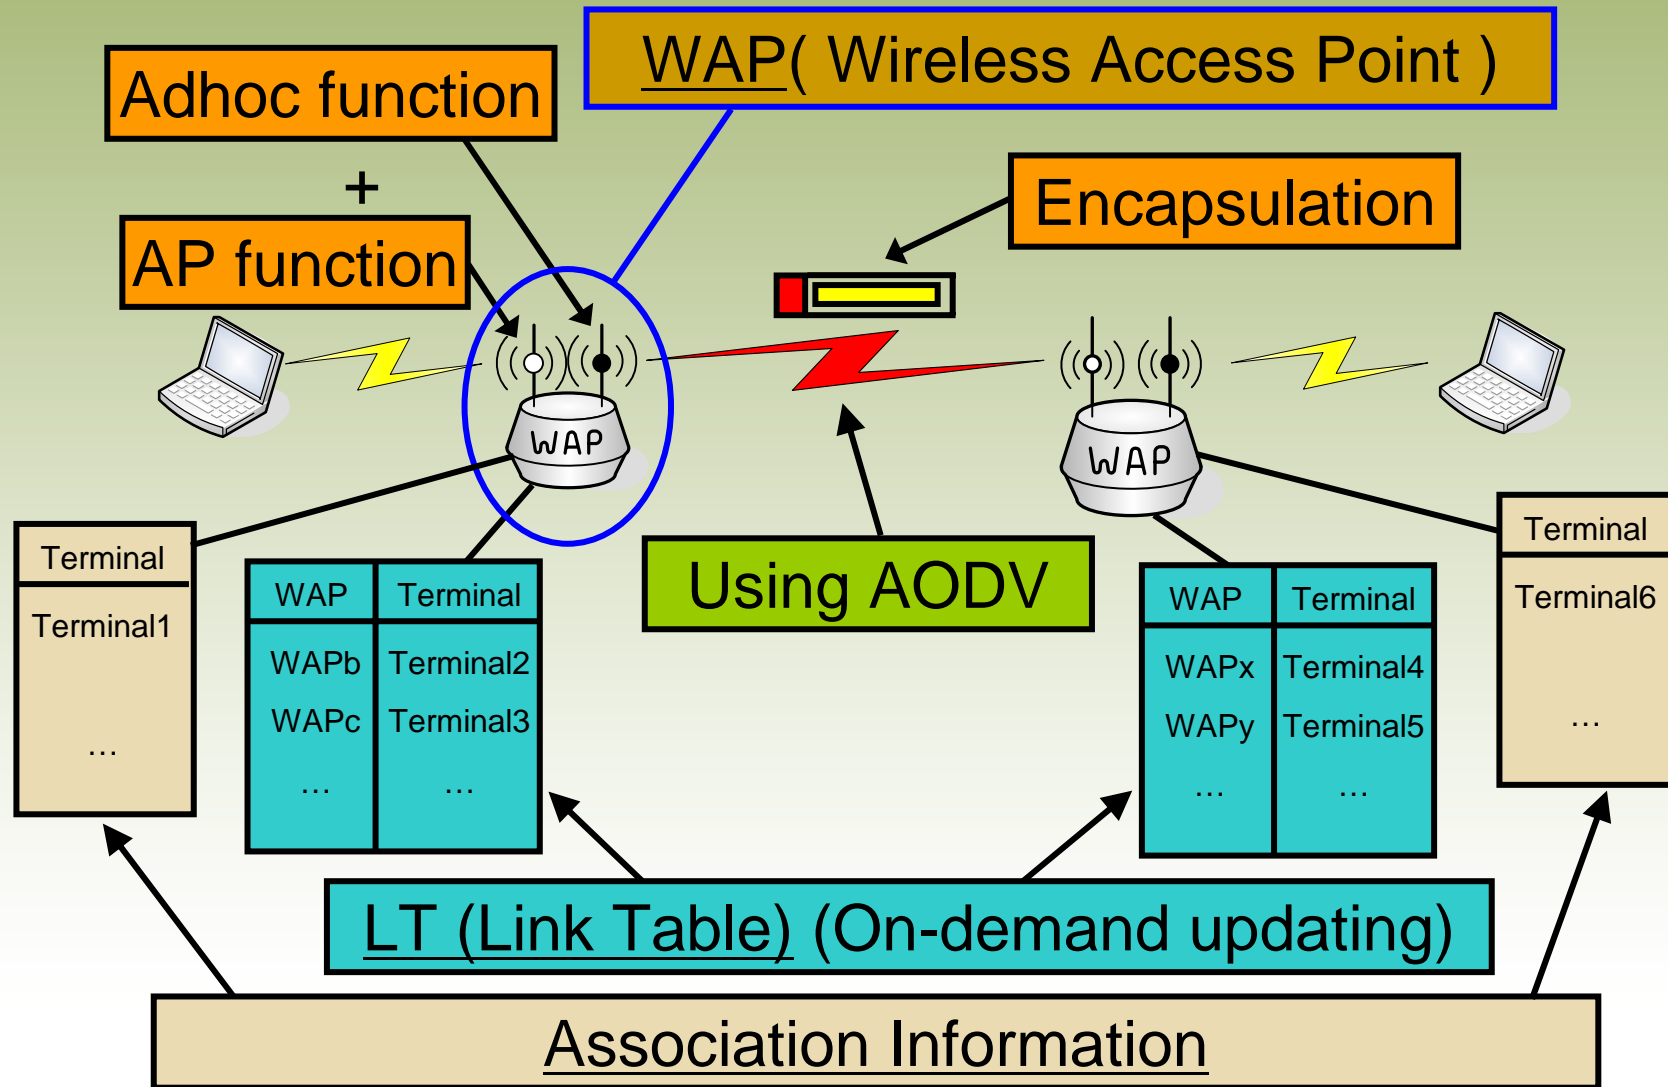 WAP( Wireless Access Point )
Adhoc function
+
AP function
Encapsulation
WAP
WAP
Using AODV
Terminal
Terminal1
…
WAP Terminal
WAPb Terminal2
WAPc Terminal3
… …
WAP Terminal
WAPx Terminal4
WAPy Terminal5
… …
Terminal
Terminal6
…
LT (Link Table) (On-demand updating)
Association Information